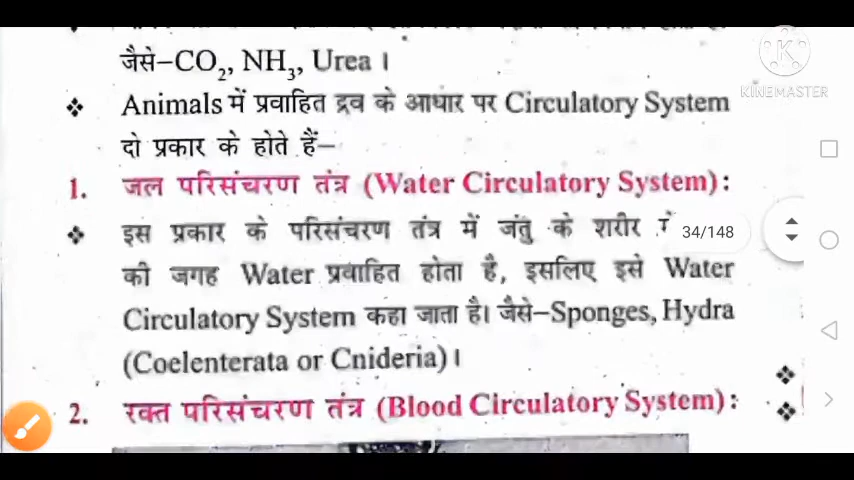 जैसे–CO₂, NH₃, Urea ।
KINEMASTER
❖ Animals में प्रवाहित द्रव के आधार पर Circulatory System
दो प्रकार के होते हैं–
1. जल परिसंचरण तंत्र (Water Circulatory System) :
❖ इस प्रकार के परिसंचरण तंत्र में जंतु के शरीर
34/148
की जगह Water प्रवाहित होता है, इसलिए इसे Water
Circulatory System कहा जाता है। जैसे–Sponges, Hydra
(Coelenterata or Cnideria) ।
2. रक्त परिसंचरण तंत्र (Blood Circulatory System) :